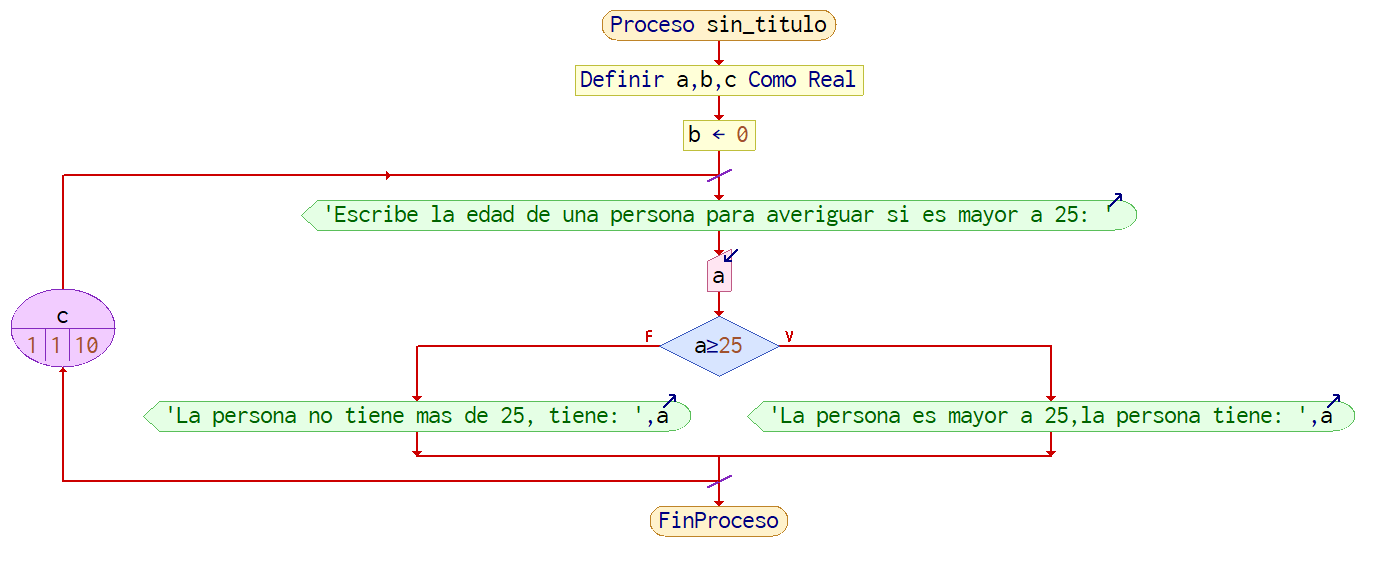 Proceso sin_titulo
Definir a,b,c Como Real
b ← 0
'Escribe la edad de una persona para averiguar si es mayor a 25: '
a
c
1 1 10
F
a≥25
V
'La persona no tiene mas de 25, tiene: ',a
'La persona es mayor a 25,la persona tiene: ',a
FinProceso